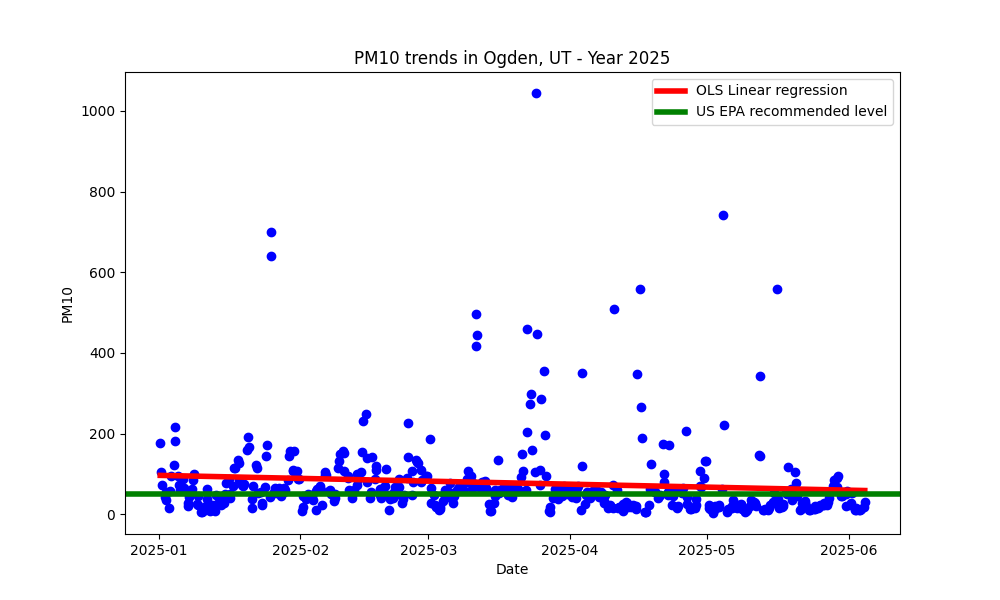 PM10 trends in Ogden, UT - Year 2025
OLS Linear regression
US EPA recommended level
1000
800
600
400
200
0
PM10
2025-01 2025-02 2025-03 2025-04 2025-05 2025-06
Date